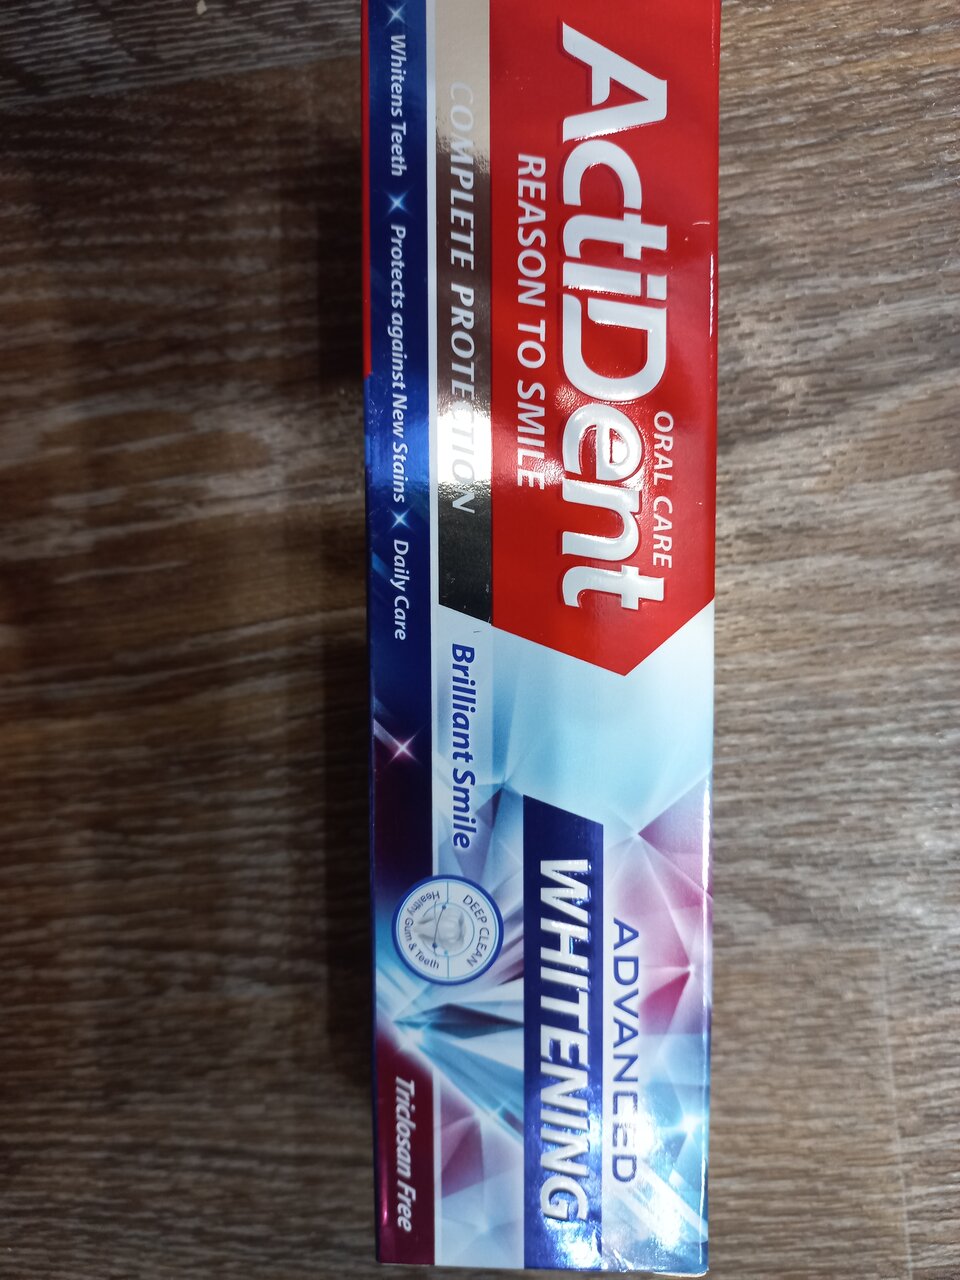 ORAL CARE
ActiDent
REASON TO SMILE
COMPLETE PROTECTION
Brilliant Smile
ADVANCED
WHITENING
DEEP CLEAN
Healthy Gum & Teeth
Whitens Teeth Protects against New Stains Daily Care
Triclosan Free